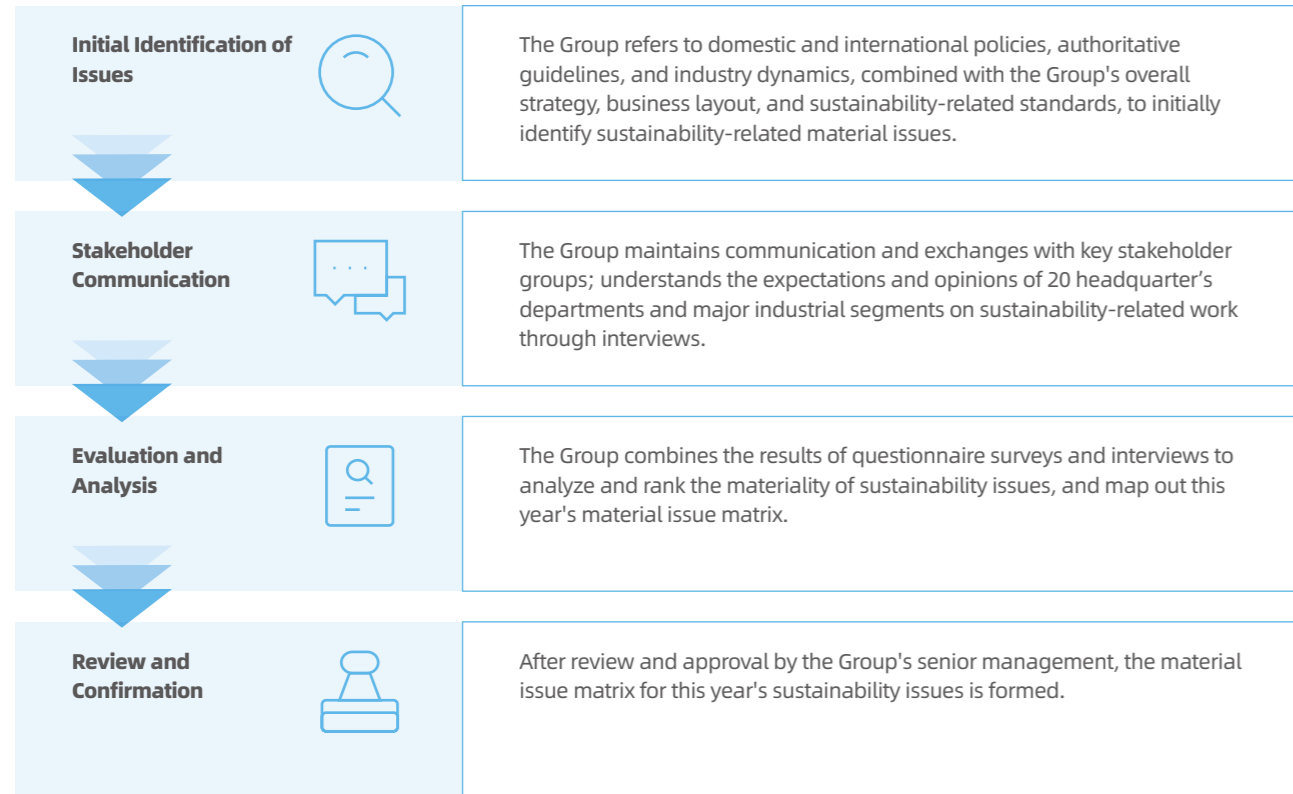 Initial Identification of
Issues
The Group refers to domestic and international policies, authoritative
guidelines, and industry dynamics, combined with the Group's overall
strategy, business layout, and sustainability-related standards, to initially
identify sustainability-related material issues.
Stakeholder
Communication
The Group maintains communication and exchanges with key stakeholder
groups; understands the expectations and opinions of 20 headquarter’s
departments and major industrial segments on sustainability-related work
through interviews.
Evaluation and
Analysis
The Group combines the results of questionnaire surveys and interviews to
analyze and rank the materiality of sustainability issues, and map out this
year's material issue matrix.
Review and
Confirmation
After review and approval by the Group's senior management, the material
issue matrix for this year's sustainability issues is formed.